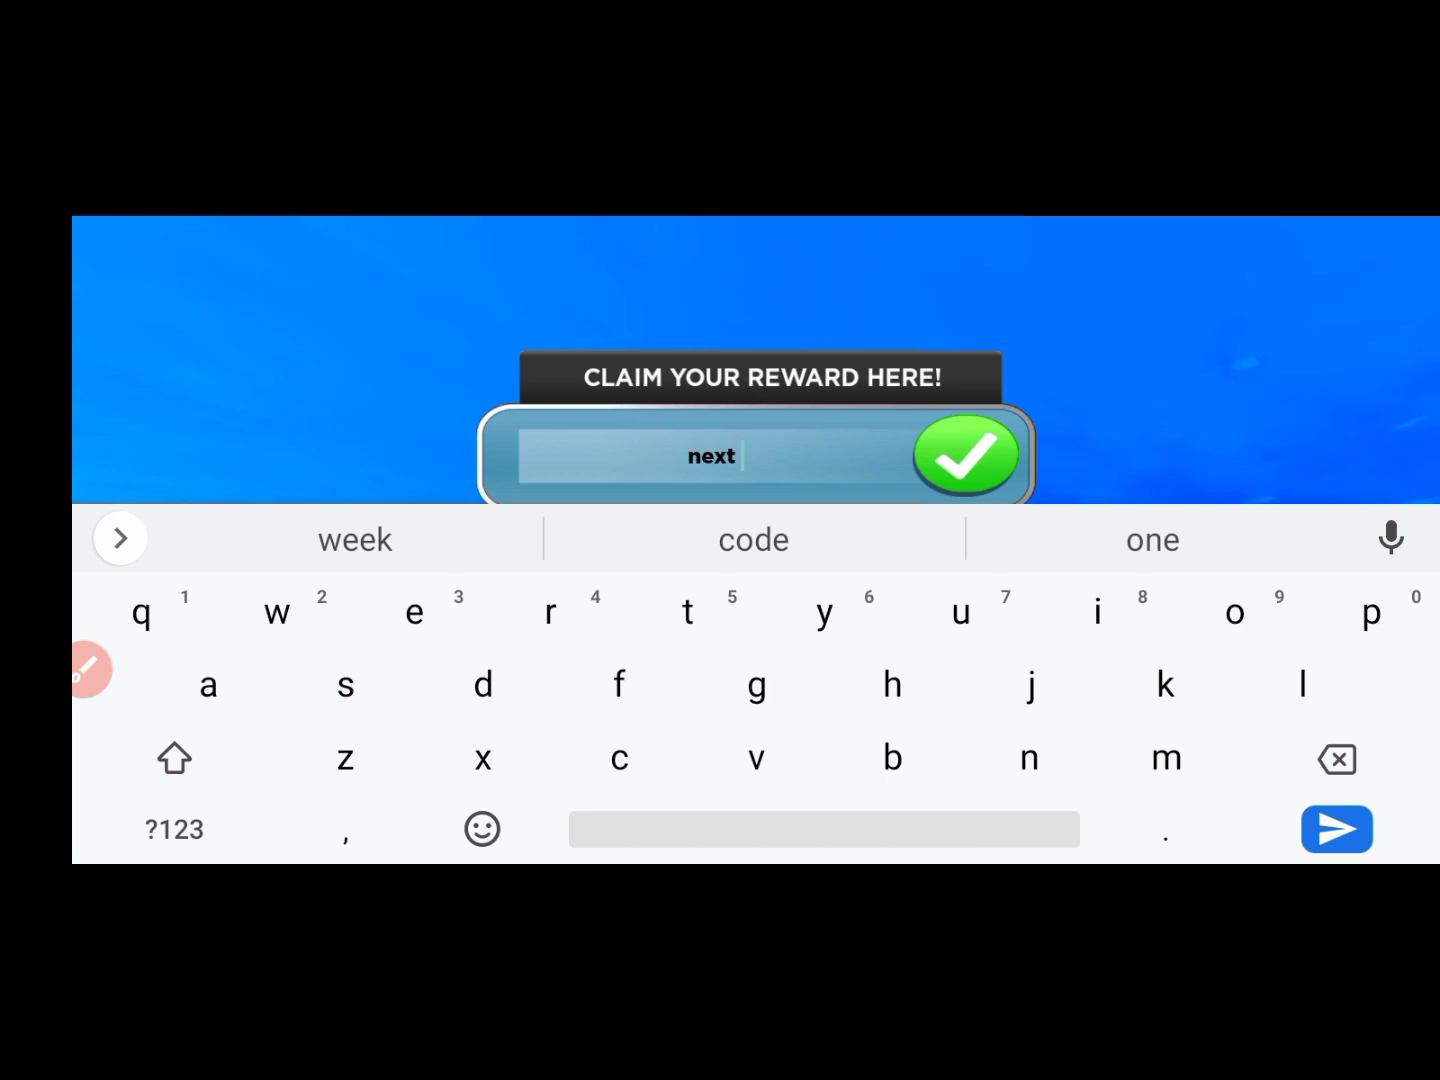 CLAIM YOUR REWARD HERE!
next
week code one
q 1 w 2 e 3 r 4 t 5 y 6 u 7 i 8 o 9 p 0
a s d f g h j k l
z x c v b n m
?123 , .